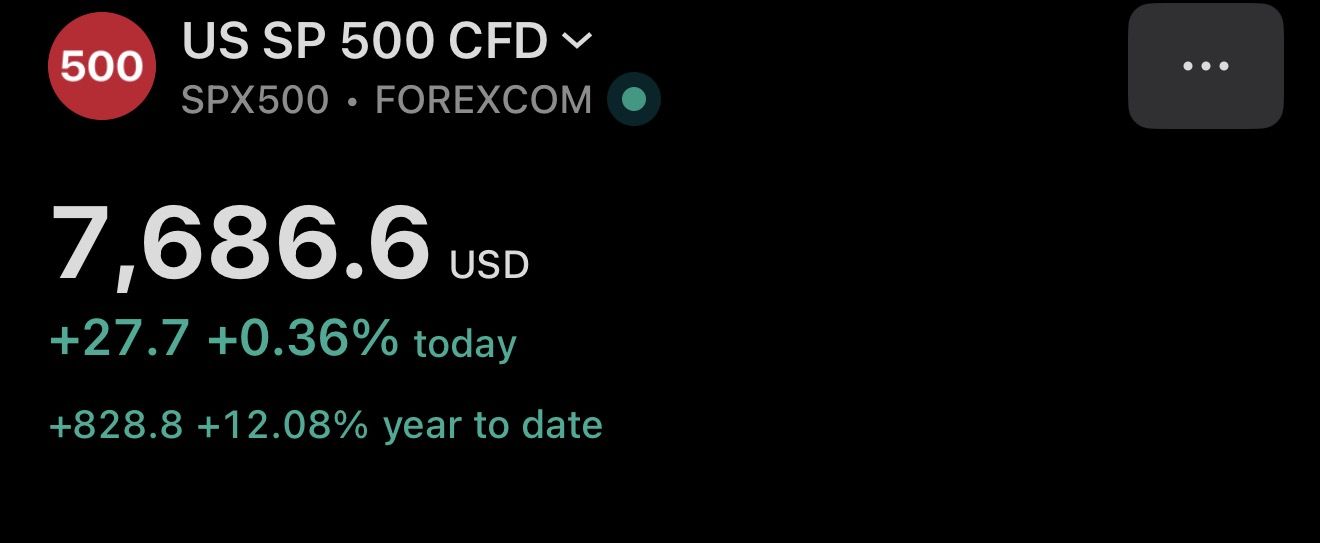 500
US SP 500 CFD
SPX500 • FOREXCOM
7,686.6 USD
+27.7 +0.36% today
+828.8 +12.08% year to date